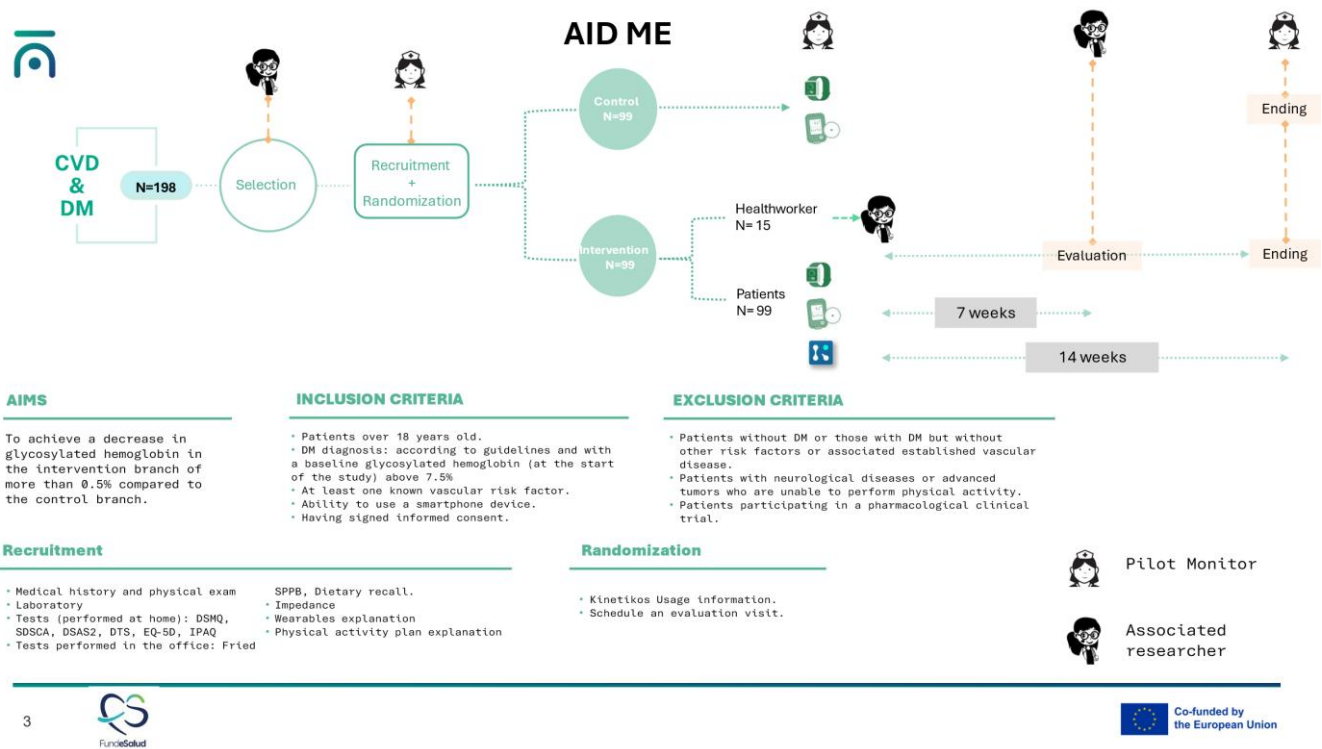 AID ME
CVD
&
DM
N=198
Selection
Recruitment
+
Randomization
Control
N=99
Intervention
N=99
Healthworker
N= 15
Patients
N= 99
Ending
Evaluation
Ending
7 weeks
14 weeks
AIMS
To achieve a decrease in
glycosylated hemoglobin in
the intervention branch of
more than 0.5% compared to
the control branch.
INCLUSION CRITERIA
• Patients over 18 years old.
• DM diagnosis: according to guidelines and with
a baseline glycosylated hemoglobin (at the start
of the study) above 7.5%
• At least one known vascular risk factor.
• Ability to use a smartphone device.
• Having signed informed consent.
EXCLUSION CRITERIA
• Patients without DM or those with DM but without
other risk factors or associated established vascular
disease.
• Patients with neurological diseases or advanced
tumors who are unable to perform physical activity.
• Patients participating in a pharmacological clinical
trial.
Recruitment
• Medical history and physical exam
• Laboratory
• Tests (performed at home): DSMQ,
SDSCA, DSAS2, DTS, EQ-5D, IPAQ
• Tests performed in the office: Fried
SPPB, Dietary recall.
• Impedance
• Wearables explanation
• Physical activity plan explanation
Randomization
• Kinetikos Usage information.
• Schedule an evaluation visit.
Pilot Monitor
Associated
researcher
3
FundeSalud
Co-funded by
the European Union